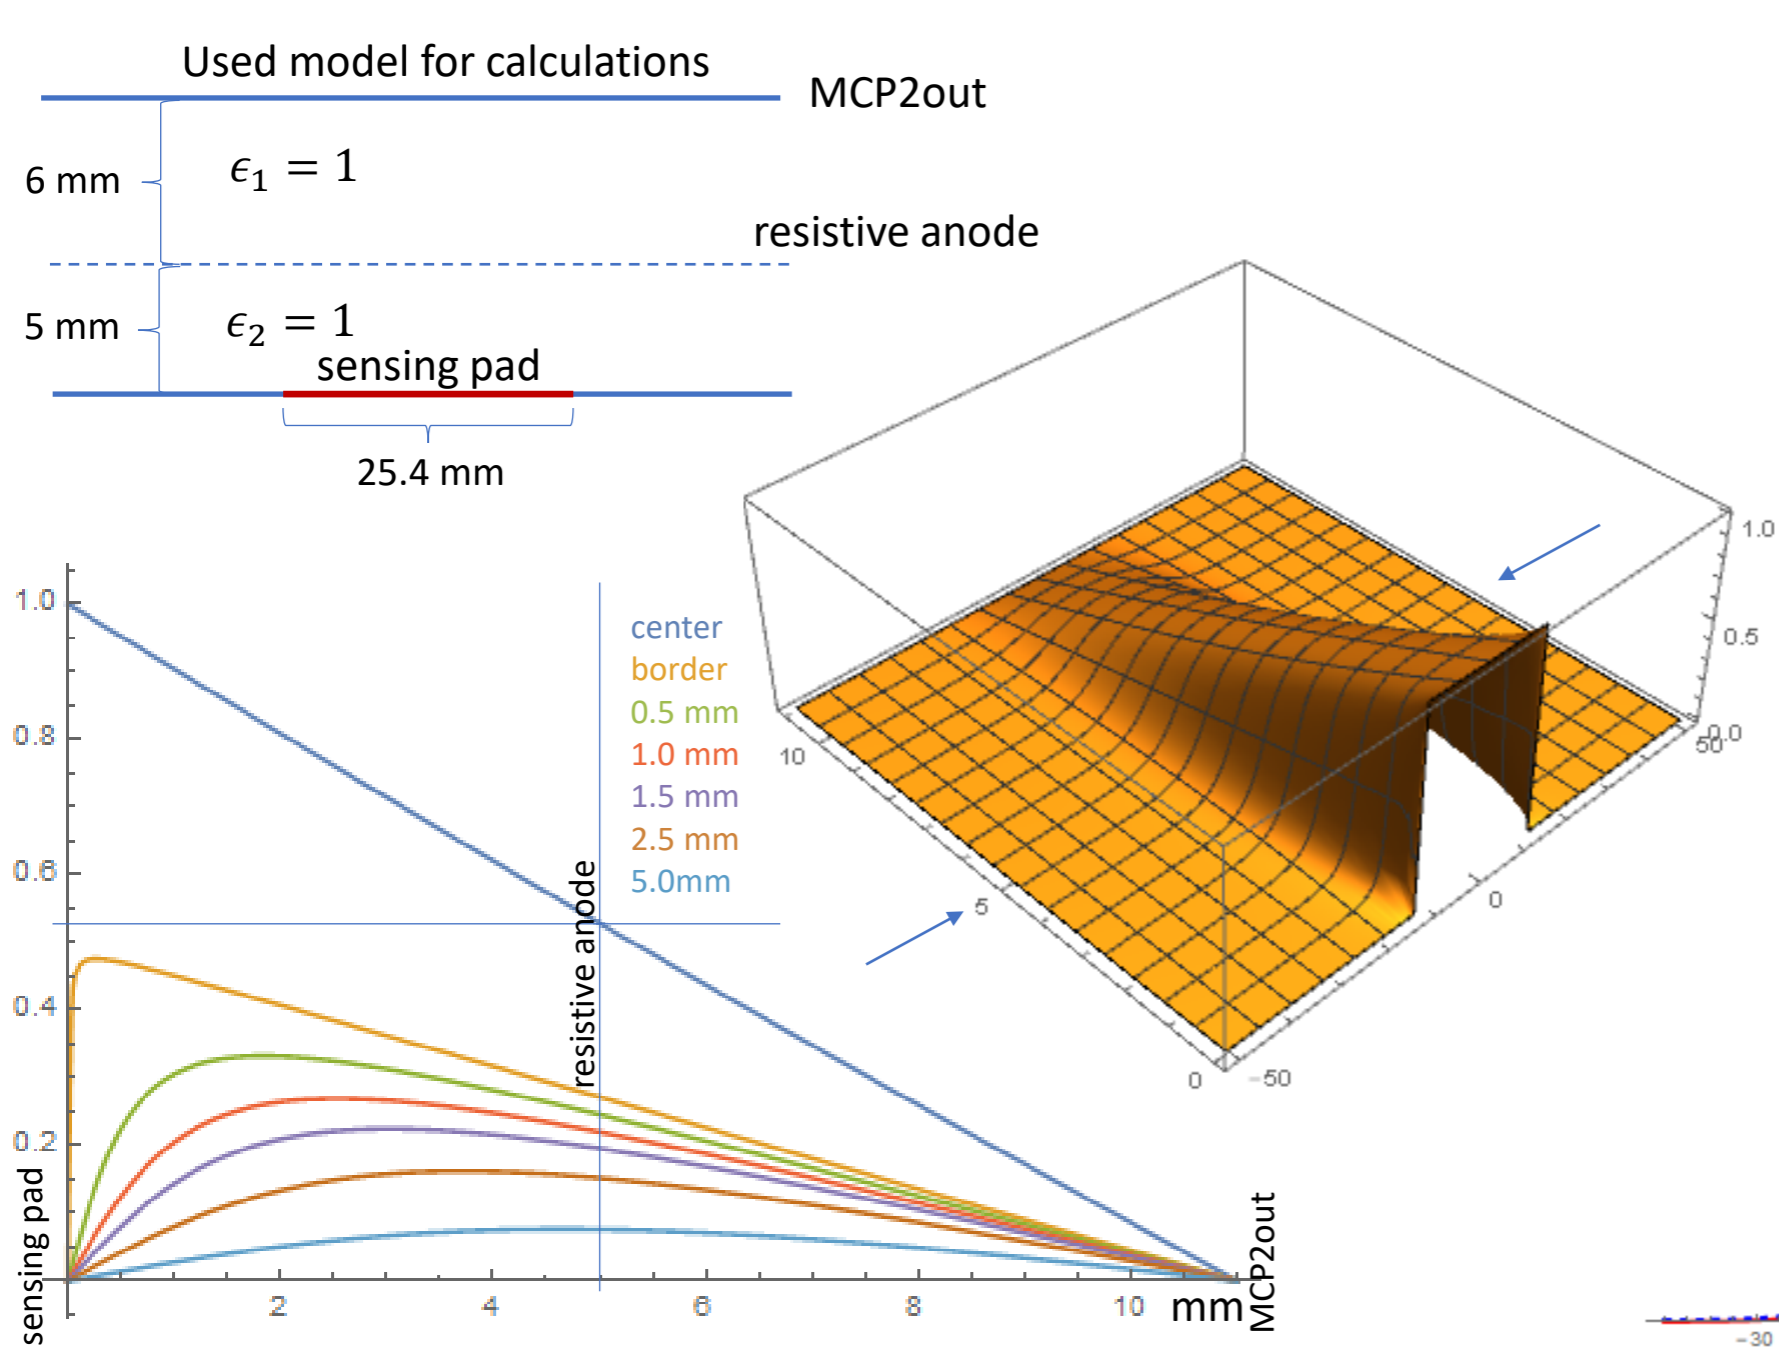 Used model for calculations
MCP2out
6 mm
ϵ₁ = 1
resistive anode
5 mm
ϵ₂ = 1
sensing pad
25.4 mm
1.0
0.5
0.0
50
0
-50
10
5
0
1.0
0.8
0.6
0.4
0.2
center
border
0.5 mm
1.0 mm
1.5 mm
2.5 mm
5.0mm
resistive anode
sensing pad
2
4
6
8
10
mm
MCP2out
-30